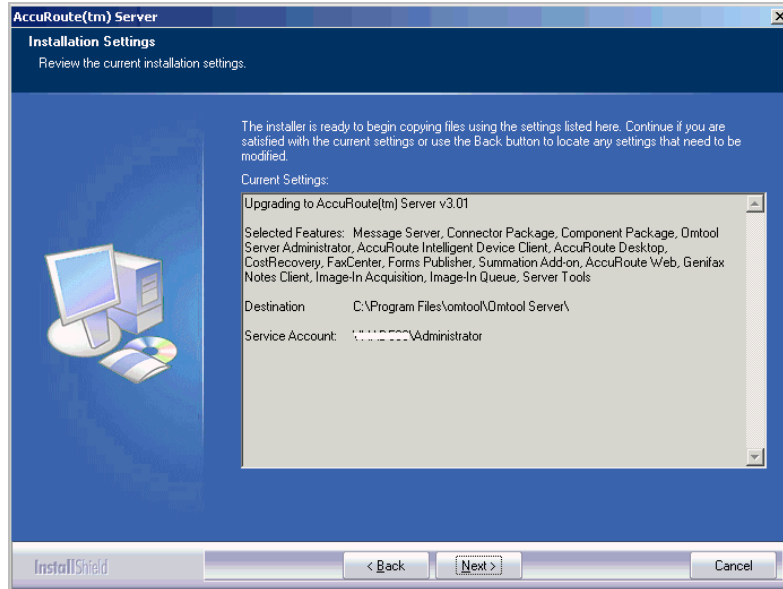 AccuRoute(tm) Server
Installation Settings
Review the current installation settings.
The installer is ready to begin copying files using the settings listed here. Continue if you are
satisfied with the current settings or use the Back button to locate any settings that need to be
modified.
Current Settings:
Upgrading to AccuRoute(tm) Server v3.01
Selected Features: Message Server, Connector Package, Component Package, Omtool
Server Administrator, AccuRoute Intelligent Device Client, AccuRoute Desktop,
CostRecovery, FaxCenter, Forms Publisher, Summation Add-on, AccuRoute Web, Genifax
Notes Client, Image-In Acquisition, Image-In Queue, Server Tools
Destination C:\Program Files\omtool\Omtool Server\
Service Account: \Administrator
InstallShield
< Back
Next >
Cancel